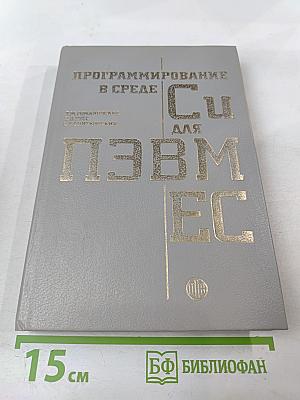 ПРОГРАММИРОВАНИЕ
В СРЕДЕ
Си
ДЛЯ
ПЭВМ
ЕС
15 см
БФ БИБЛИОФАН